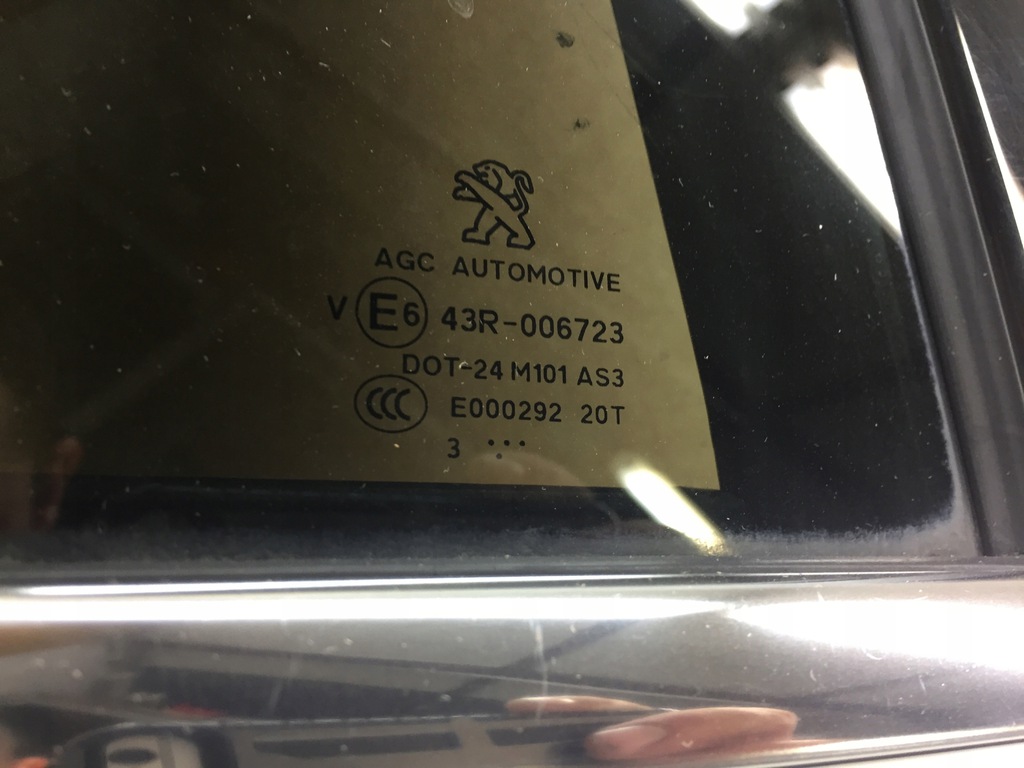 AGC AUTOMOTIVE
V E6 43R-006723
DOT-24 M101 AS3
CCC E000292 20T
3 ...